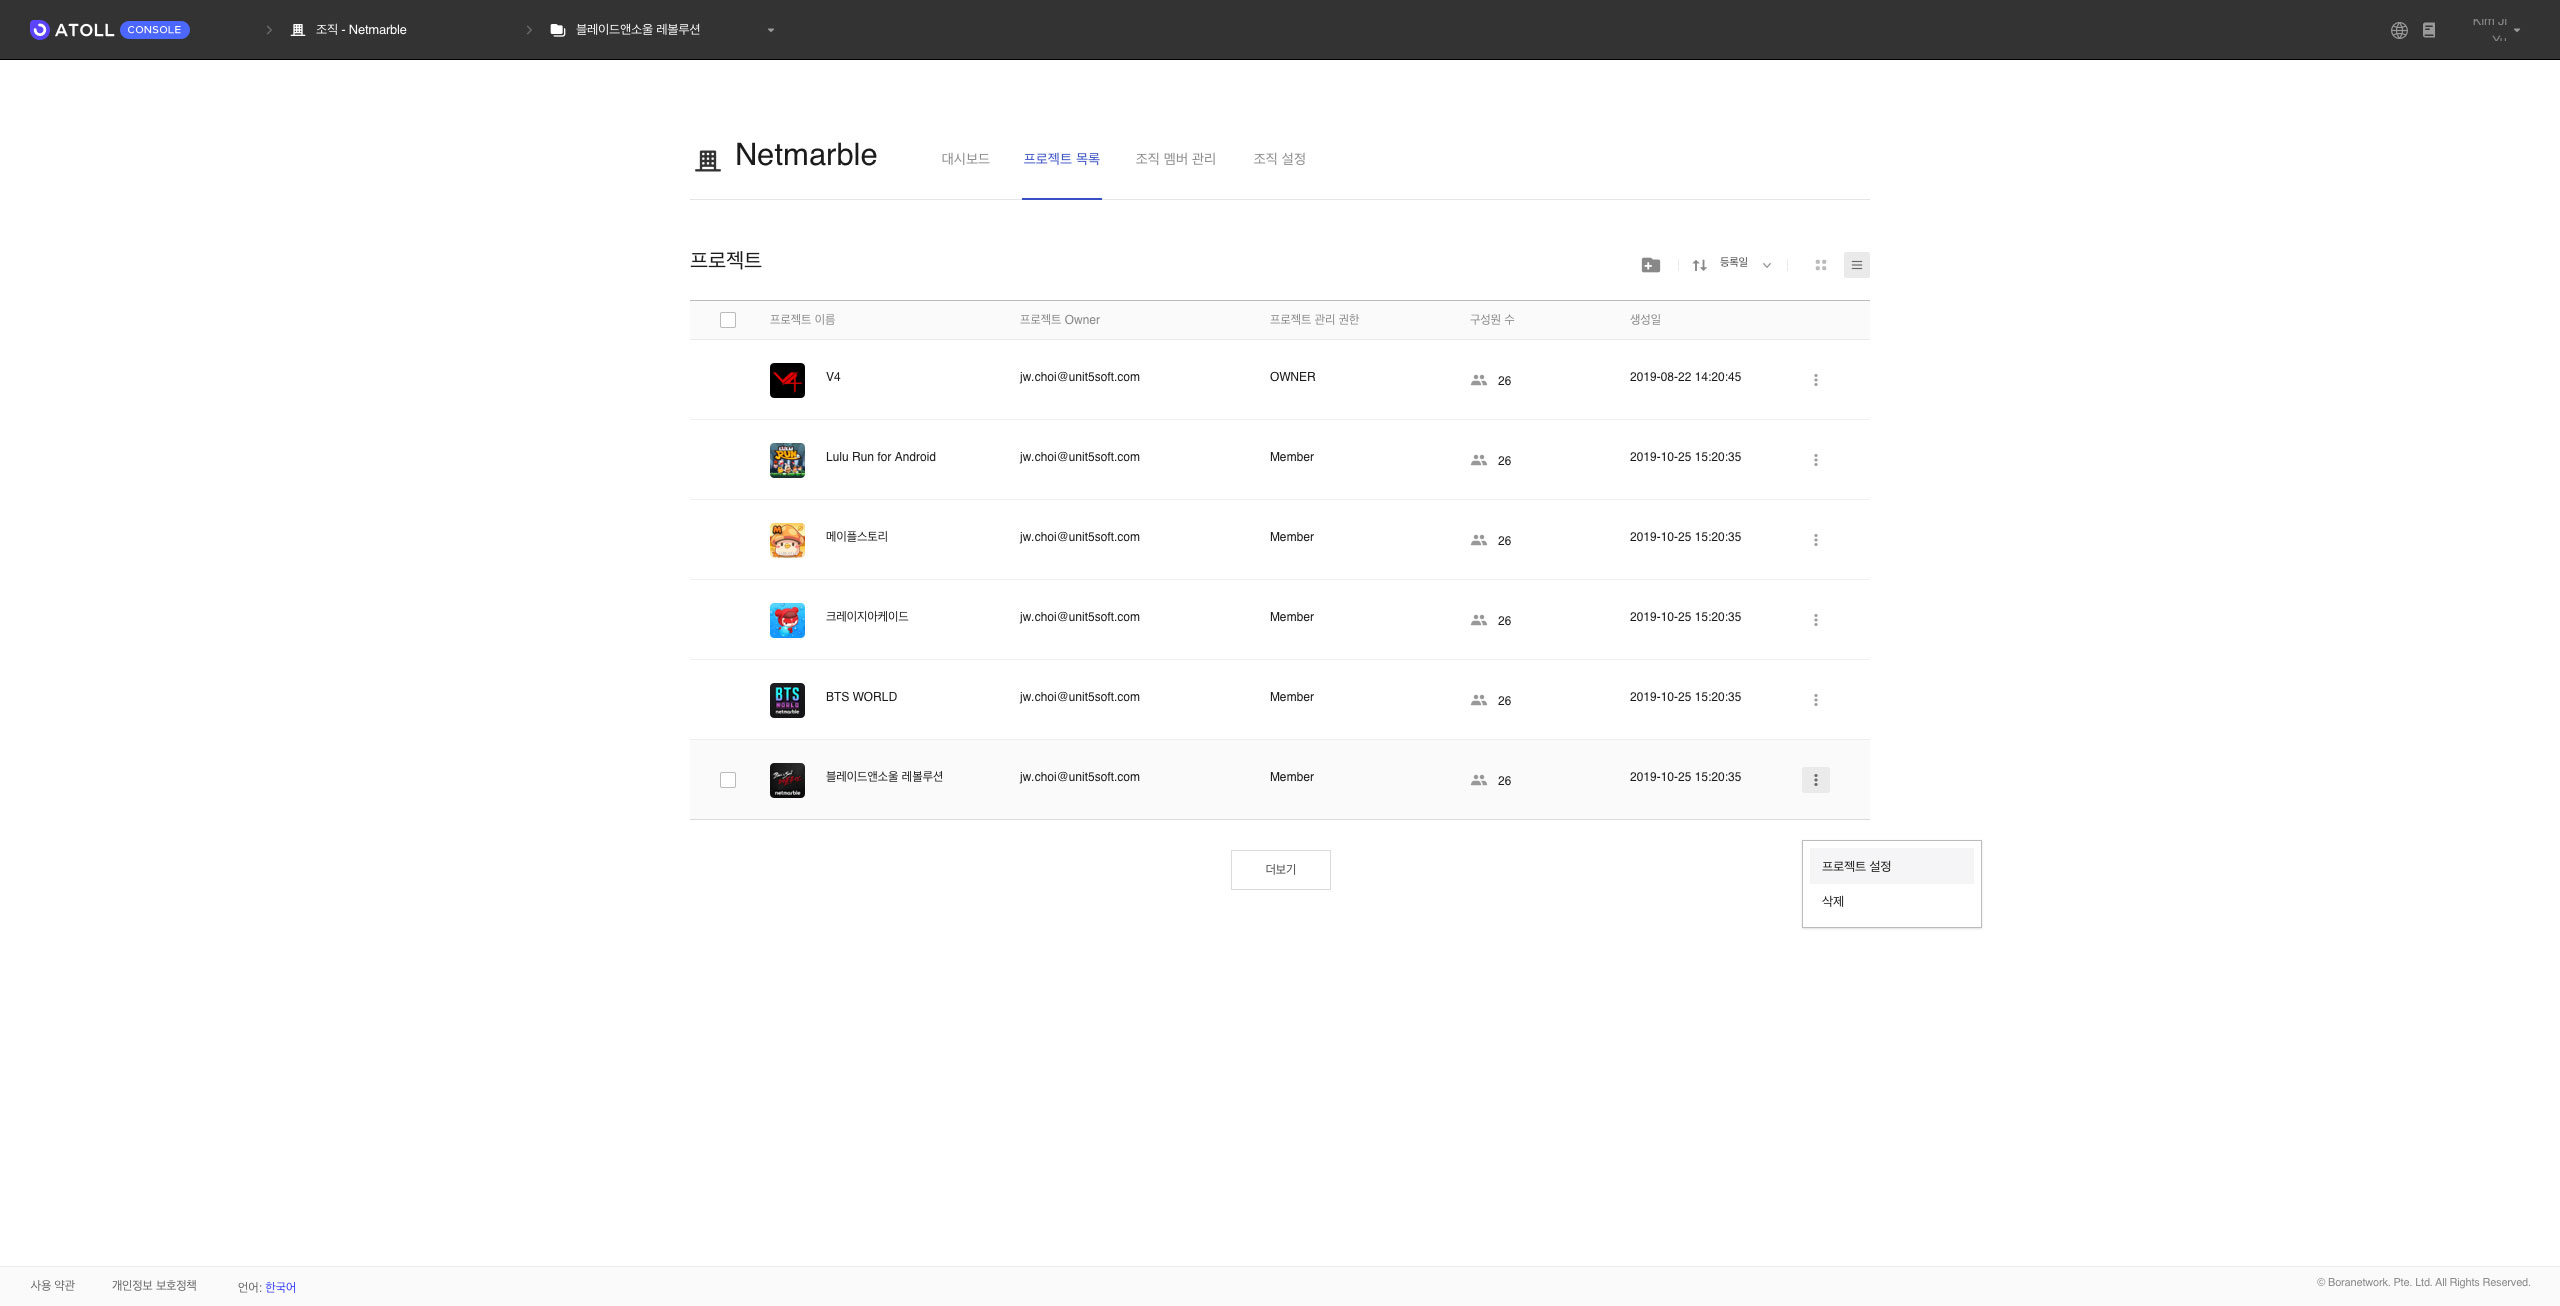 ATOLL CONSOLE
조직 - Netmarble
블레이드앤소울 레볼루션
Netmarble
대시보드
프로젝트 목록
조직 멤버 관리
조직 설정
프로젝트
등록일
프로젝트 이름 프로젝트 Owner 프로젝트 관리 권한 구성원 수 생성일
V4 jw.choi@unit5soft.com OWNER 26 2019-08-22 14:20:45
Lulu Run for Android jw.choi@unit5soft.com Member 26 2019-10-25 15:20:35
메이플스토리 jw.choi@unit5soft.com Member 26 2019-10-25 15:20:35
크레이지아케이드 jw.choi@unit5soft.com Member 26 2019-10-25 15:20:35
BTS WORLD netmarble
BTS WORLD jw.choi@unit5soft.com Member 26 2019-10-25 15:20:35
netmarble
블레이드앤소울 레볼루션 jw.choi@unit5soft.com Member 26 2019-10-25 15:20:35
더보기
프로젝트 설정
삭제
사용 약관
개인정보 보호정책
언어: 한국어
© Boranetwork. Pte. Ltd. All Rights Reserved.